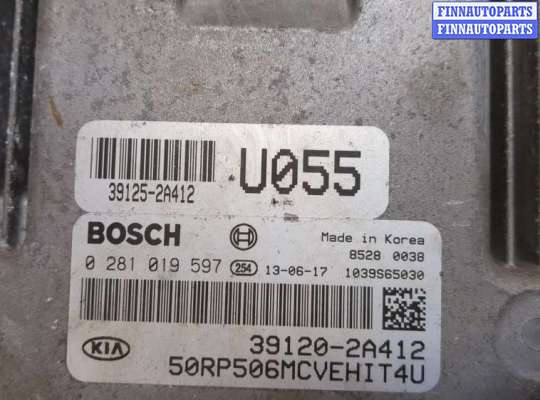 FINNAUTOPARTS
FINNAUTOPARTS
39125-2A412
U055
BOSCH
Made in Korea
8528 0038
0 281 019 597 254 13-06-17 1039S65030
KIA
39120-2A412
50RP506MCVEHIT4U